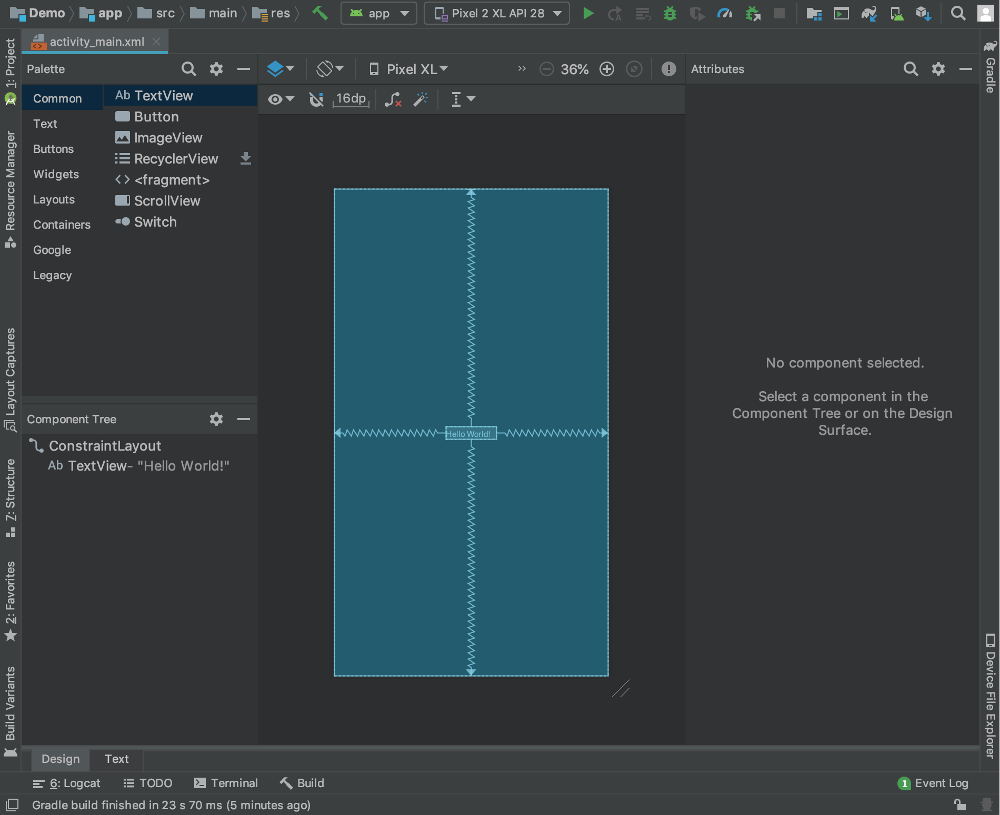 Demo app src main res app Pixel 2 XL API 28
activity_main.xml
Palette
Common
Text
Buttons
Widgets
Layouts
Containers
Google
Legacy
Ab TextView
Button
ImageView
RecyclerView
<fragment>
ScrollView
Switch
Pixel XL 36%
16dp
Attributes
No component selected.
Select a component in the
Component Tree or on the Design
Surface.
Hello World!
Component Tree
ConstraintLayout
Ab TextView- "Hello World!"
1: Project
Resource Manager
Layout Captures
7: Structure
2: Favorites
Build Variants
Gradle
Device File Explorer
Design Text
6: Logcat TODO Terminal Build 1 Event Log
Gradle build finished in 23 s 70 ms (5 minutes ago)